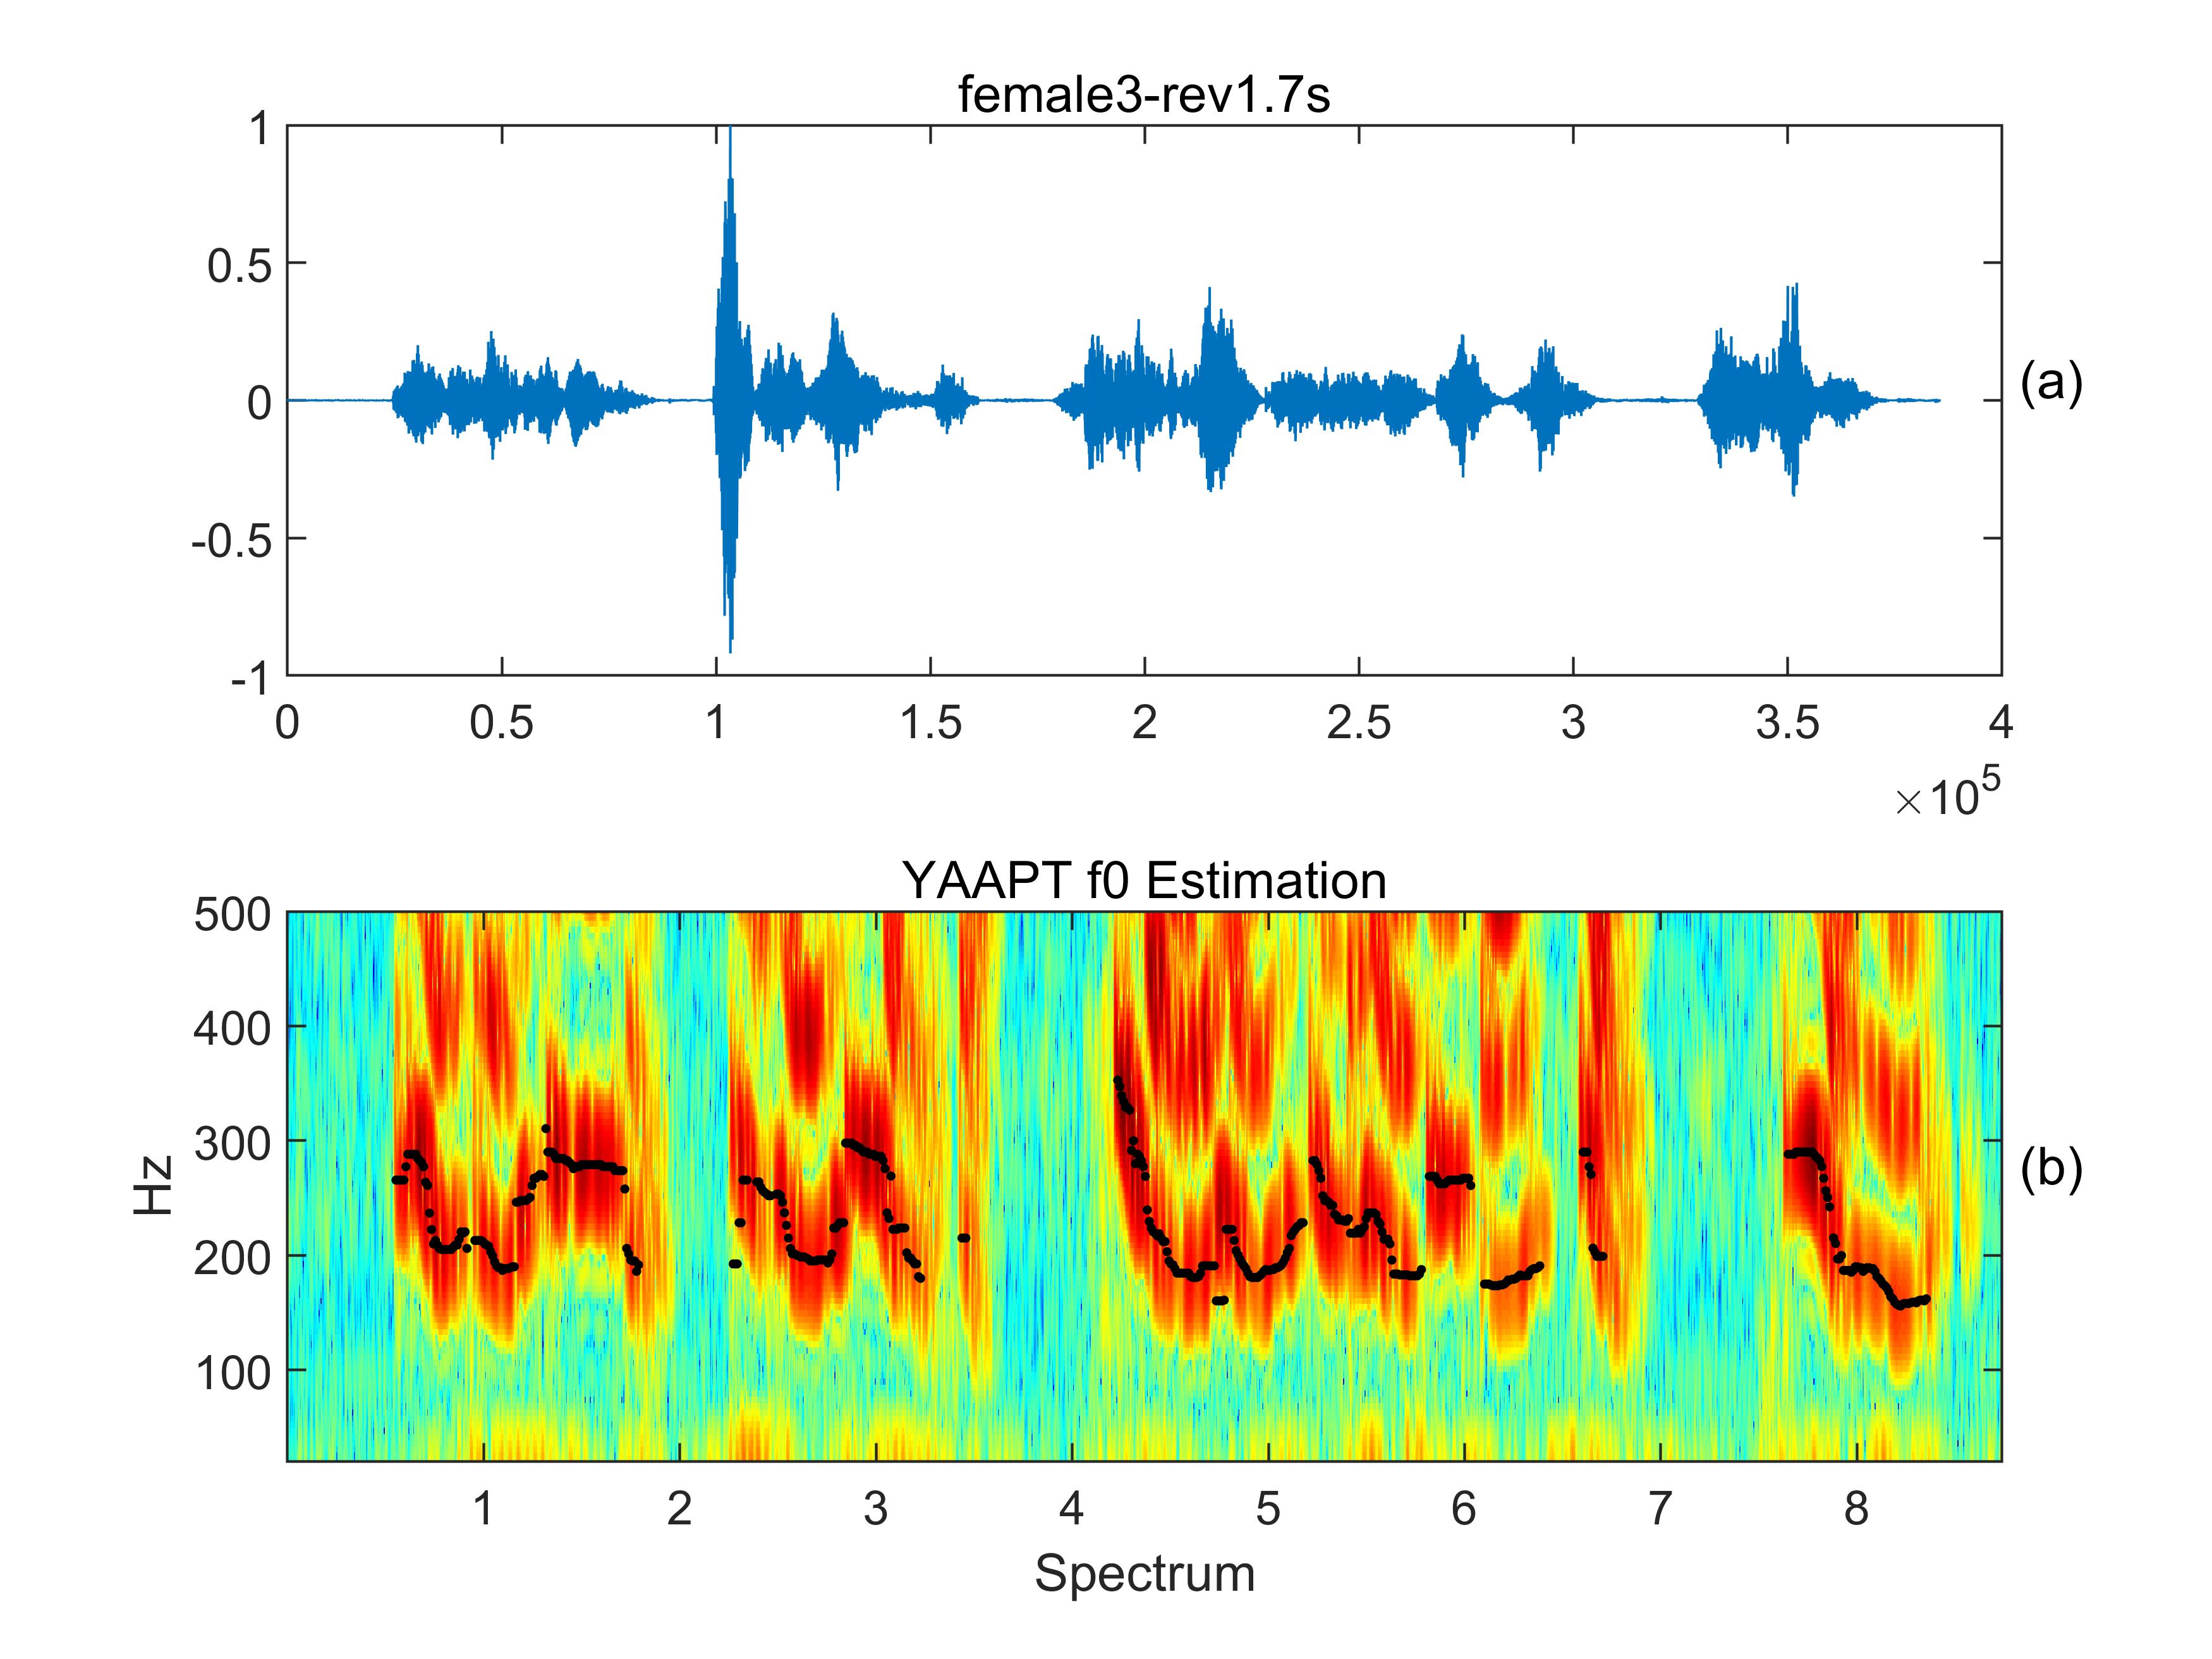 female3-rev1.7s
1
0.5
0
-0.5
-1
(a)
0 0.5 1 1.5 2 2.5 3 3.5 4
×10^5
YAAPT f0 Estimation
500
400
300
200
100
Hz
(b)
1 2 3 4 5 6 7 8
Spectrum